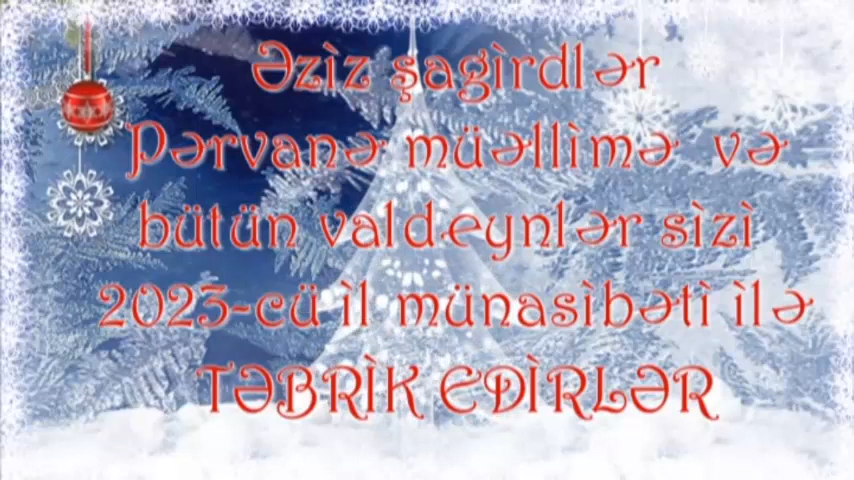 Əziz şagirdlər
Pərvanə müəllimə və
bütün valdeynlər sizi
2023-cü il münasibəti ilə
TƏBRİK EDİRLƏR